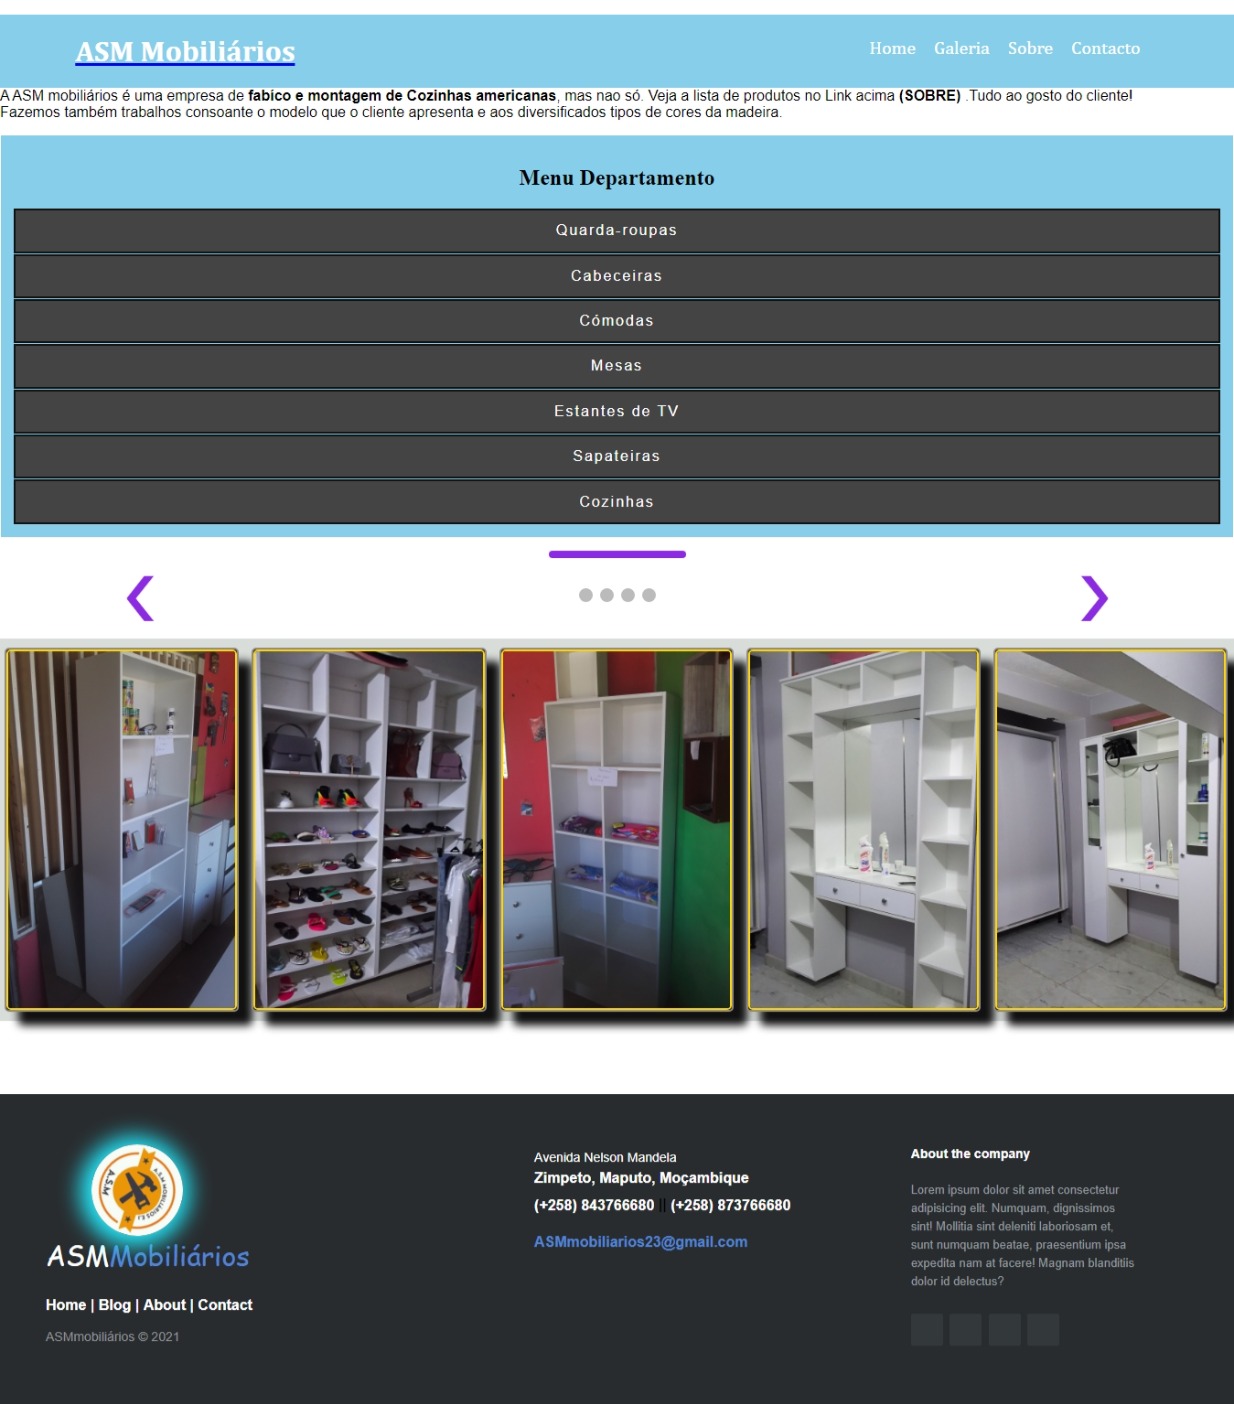 ASM Mobiliários
Home Galeria Sobre Contacto
A ASM mobiliários é uma empresa de fabico e montagem de Cozinhas americanas, mas nao só. Veja a lista de produtos no Link acima (SOBRE) .Tudo ao gosto do cliente!
Fazemos também trabalhos consoante o modelo que o cliente apresenta e aos diversificados tipos de cores da madeira.
Menu Departamento
Quarda-roupas
Cabeceiras
Cómodas
Mesas
Estantes de TV
Sapateiras
Cozinhas
ASMMobiliários
Home | Blog | About | Contact
ASMmobiliários © 2021
Avenida Nelson Mandela
Zimpeto, Maputo, Moçambique
(+258) 843766680 || (+258) 873766680
ASMmobiliarios23@gmail.com
About the company
Lorem ipsum dolor sit amet consectetur
adipisicing elit. Numquam, dignissimos
sint! Mollitia sint deleniti laboriosam et,
sunt numquam beatae, praesentium ipsa
expedita nam at facere! Magnam blanditiis
dolor id delectus?